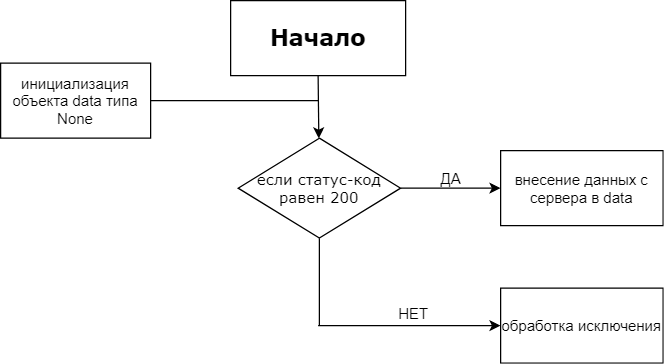 Начало
инициализация
объекта data типа
None
если статус-код
равен 200
ДА
внесение данных с
сервера в data
НЕТ
обработка исключения